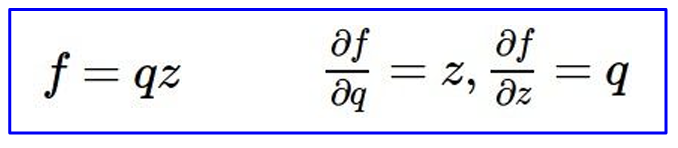 f = qz ∂f/∂q = z, ∂f/∂z = q